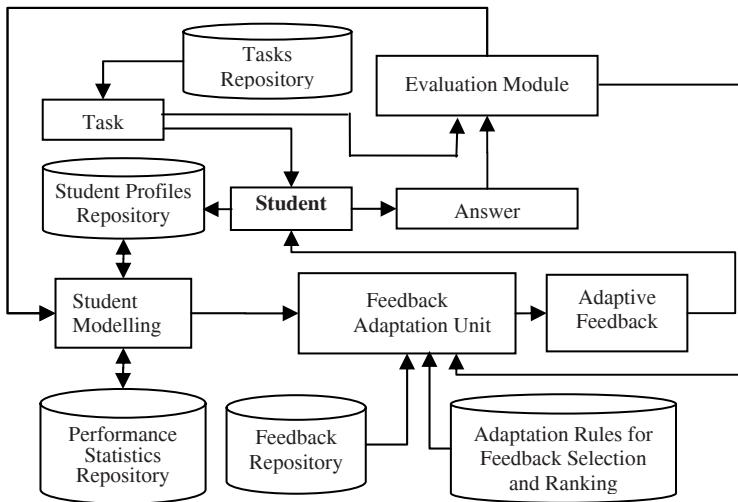 Tasks
Repository
Evaluation Module
Task
Student Profiles
Repository
Student
Answer
Student
Modelling
Feedback
Adaptation Unit
Adaptive
Feedback
Performance
Statistics
Repository
Feedback
Repository
Adaptation Rules for
Feedback Selection
and Ranking